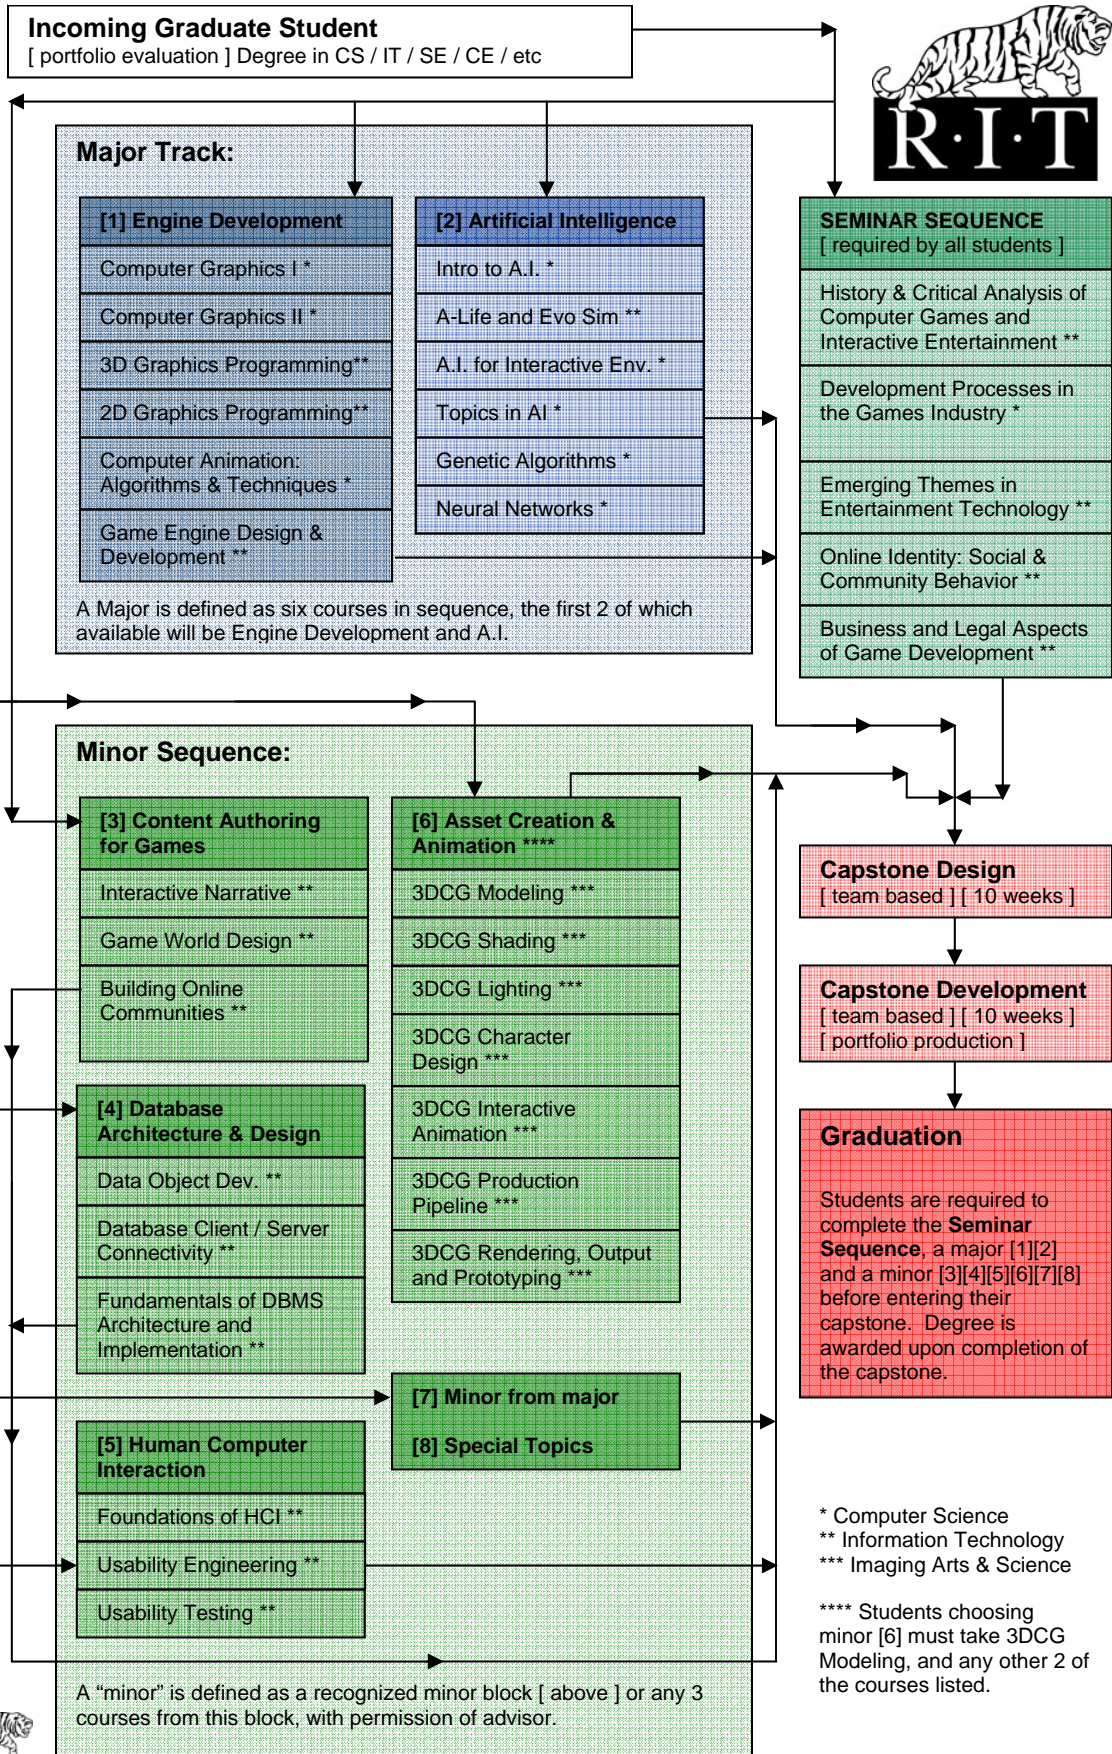 Incoming Graduate Student
[ portfolio evaluation ] Degree in CS / IT / SE / CE / etc
R·I·T
Major Track:
[1] Engine Development
Computer Graphics I *
Computer Graphics II *
3D Graphics Programming**
2D Graphics Programming**
Computer Animation:
Algorithms & Techniques *
Game Engine Design &
Development **
[2] Artificial Intelligence
Intro to A.I. *
A-Life and Evo Sim **
A.I. for Interactive Env. *
Topics in AI *
Genetic Algorithms *
Neural Networks *
A Major is defined as six courses in sequence, the first 2 of which
available will be Engine Development and A.I.
SEMINAR SEQUENCE
[ required by all students ]
History & Critical Analysis of
Computer Games and
Interactive Entertainment **
Development Processes in
the Games Industry *
Emerging Themes in
Entertainment Technology **
Online Identity: Social &
Community Behavior **
Business and Legal Aspects
of Game Development **
Minor Sequence:
[3] Content Authoring
for Games
Interactive Narrative **
Game World Design **
Building Online
Communities **
[4] Database
Architecture & Design
Data Object Dev. **
Database Client / Server
Connectivity **
Fundamentals of DBMS
Architecture and
Implementation **
[5] Human Computer
Interaction
Foundations of HCI **
Usability Engineering **
Usability Testing **
[6] Asset Creation &
Animation ****
3DCG Modeling ***
3DCG Shading ***
3DCG Lighting ***
3DCG Character
Design ***
3DCG Interactive
Animation ***
3DCG Production
Pipeline ***
3DCG Rendering, Output
and Prototyping ***
[7] Minor from major
[8] Special Topics
A “minor” is defined as a recognized minor block [ above ] or any 3
courses from this block, with permission of advisor.
Capstone Design
[ team based ] [ 10 weeks ]
Capstone Development
[ team based ] [ 10 weeks ]
[ portfolio production ]
Graduation
Students are required to
complete the Seminar
Sequence, a major [1][2]
and a minor [3][4][5][6][7][8]
before entering their
capstone. Degree is
awarded upon completion of
the capstone.
* Computer Science
** Information Technology
*** Imaging Arts & Science
**** Students choosing
minor [6] must take 3DCG
Modeling, and any other 2 of
the courses listed.